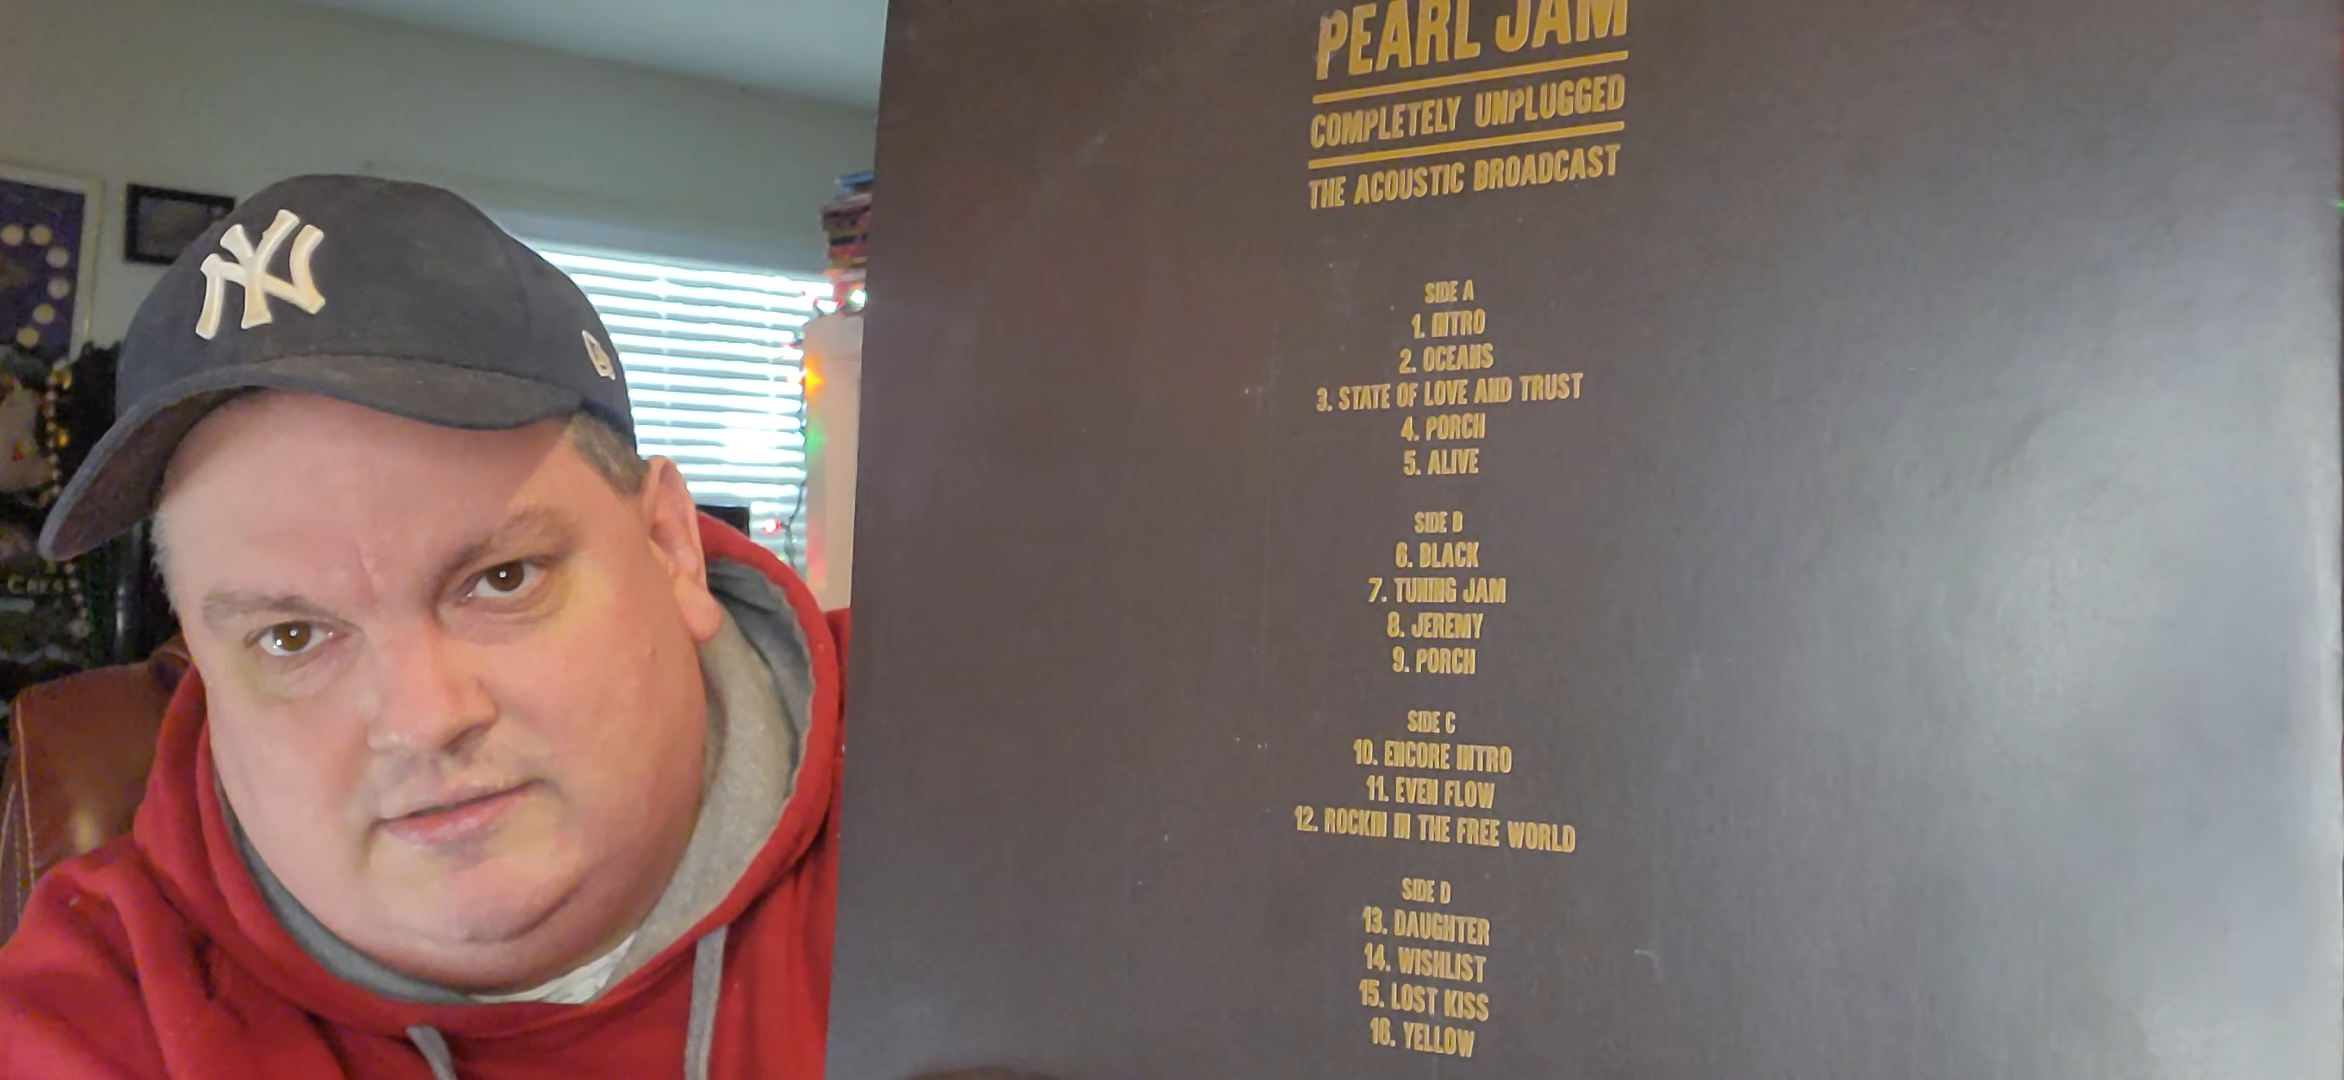 NY
PEARL JAM
COMPLETELY UNPLUGGED
THE ACOUSTIC BROADCAST
SIDE A
1. INTRO
2. OCEANS
3. STATE OF LOVE AND TRUST
4. PORCH
5. ALIVE
SIDE B
6. BLACK
7. TUNING JAM
8. JEREMY
9. PORCH
SIDE C
10. ENCORE INTRO
11. EVEN FLOW
12. ROCKIN IN THE FREE WORLD
SIDE D
13. DAUGHTER
14. WISHLIST
15. LOST KISS
16. YELLOW